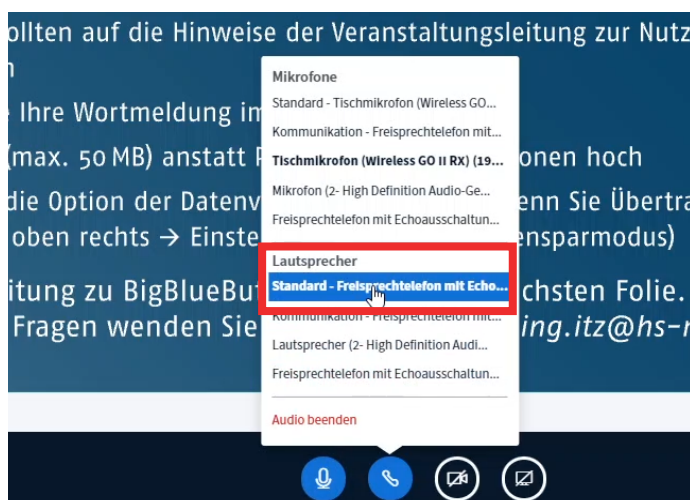 ollten auf die Hinweise der Veranstaltungsleitung zur Nutz
n
Ihre Wortmeldung im
(max. 50 MB) anstatt
onen hoch
die Option der Datenv
enn Sie Übertra
oben rechts → Einste
ensparmodus)
itung zu BigBlueBut
chsten Folie.
Fragen wenden Sie
ing.itz@hs-
Mikrofone
Standard - Tischmikrofon (Wireless GO...
Kommunikation - Freisprechtelefon mit...
Tischmikrofon (Wireless GO II RX) (19...
Mikrofon (2- High Definition Audio-Ge...
Freisprechtelefon mit Echoausschaltun...
Lautsprecher
Standard - Freisprechtelefon mit Echo...
Kommunikation - Freisprechtelefon mit...
Lautsprecher (2- High Definition Audi...
Freisprechtelefon mit Echoausschaltun...
Audio beenden